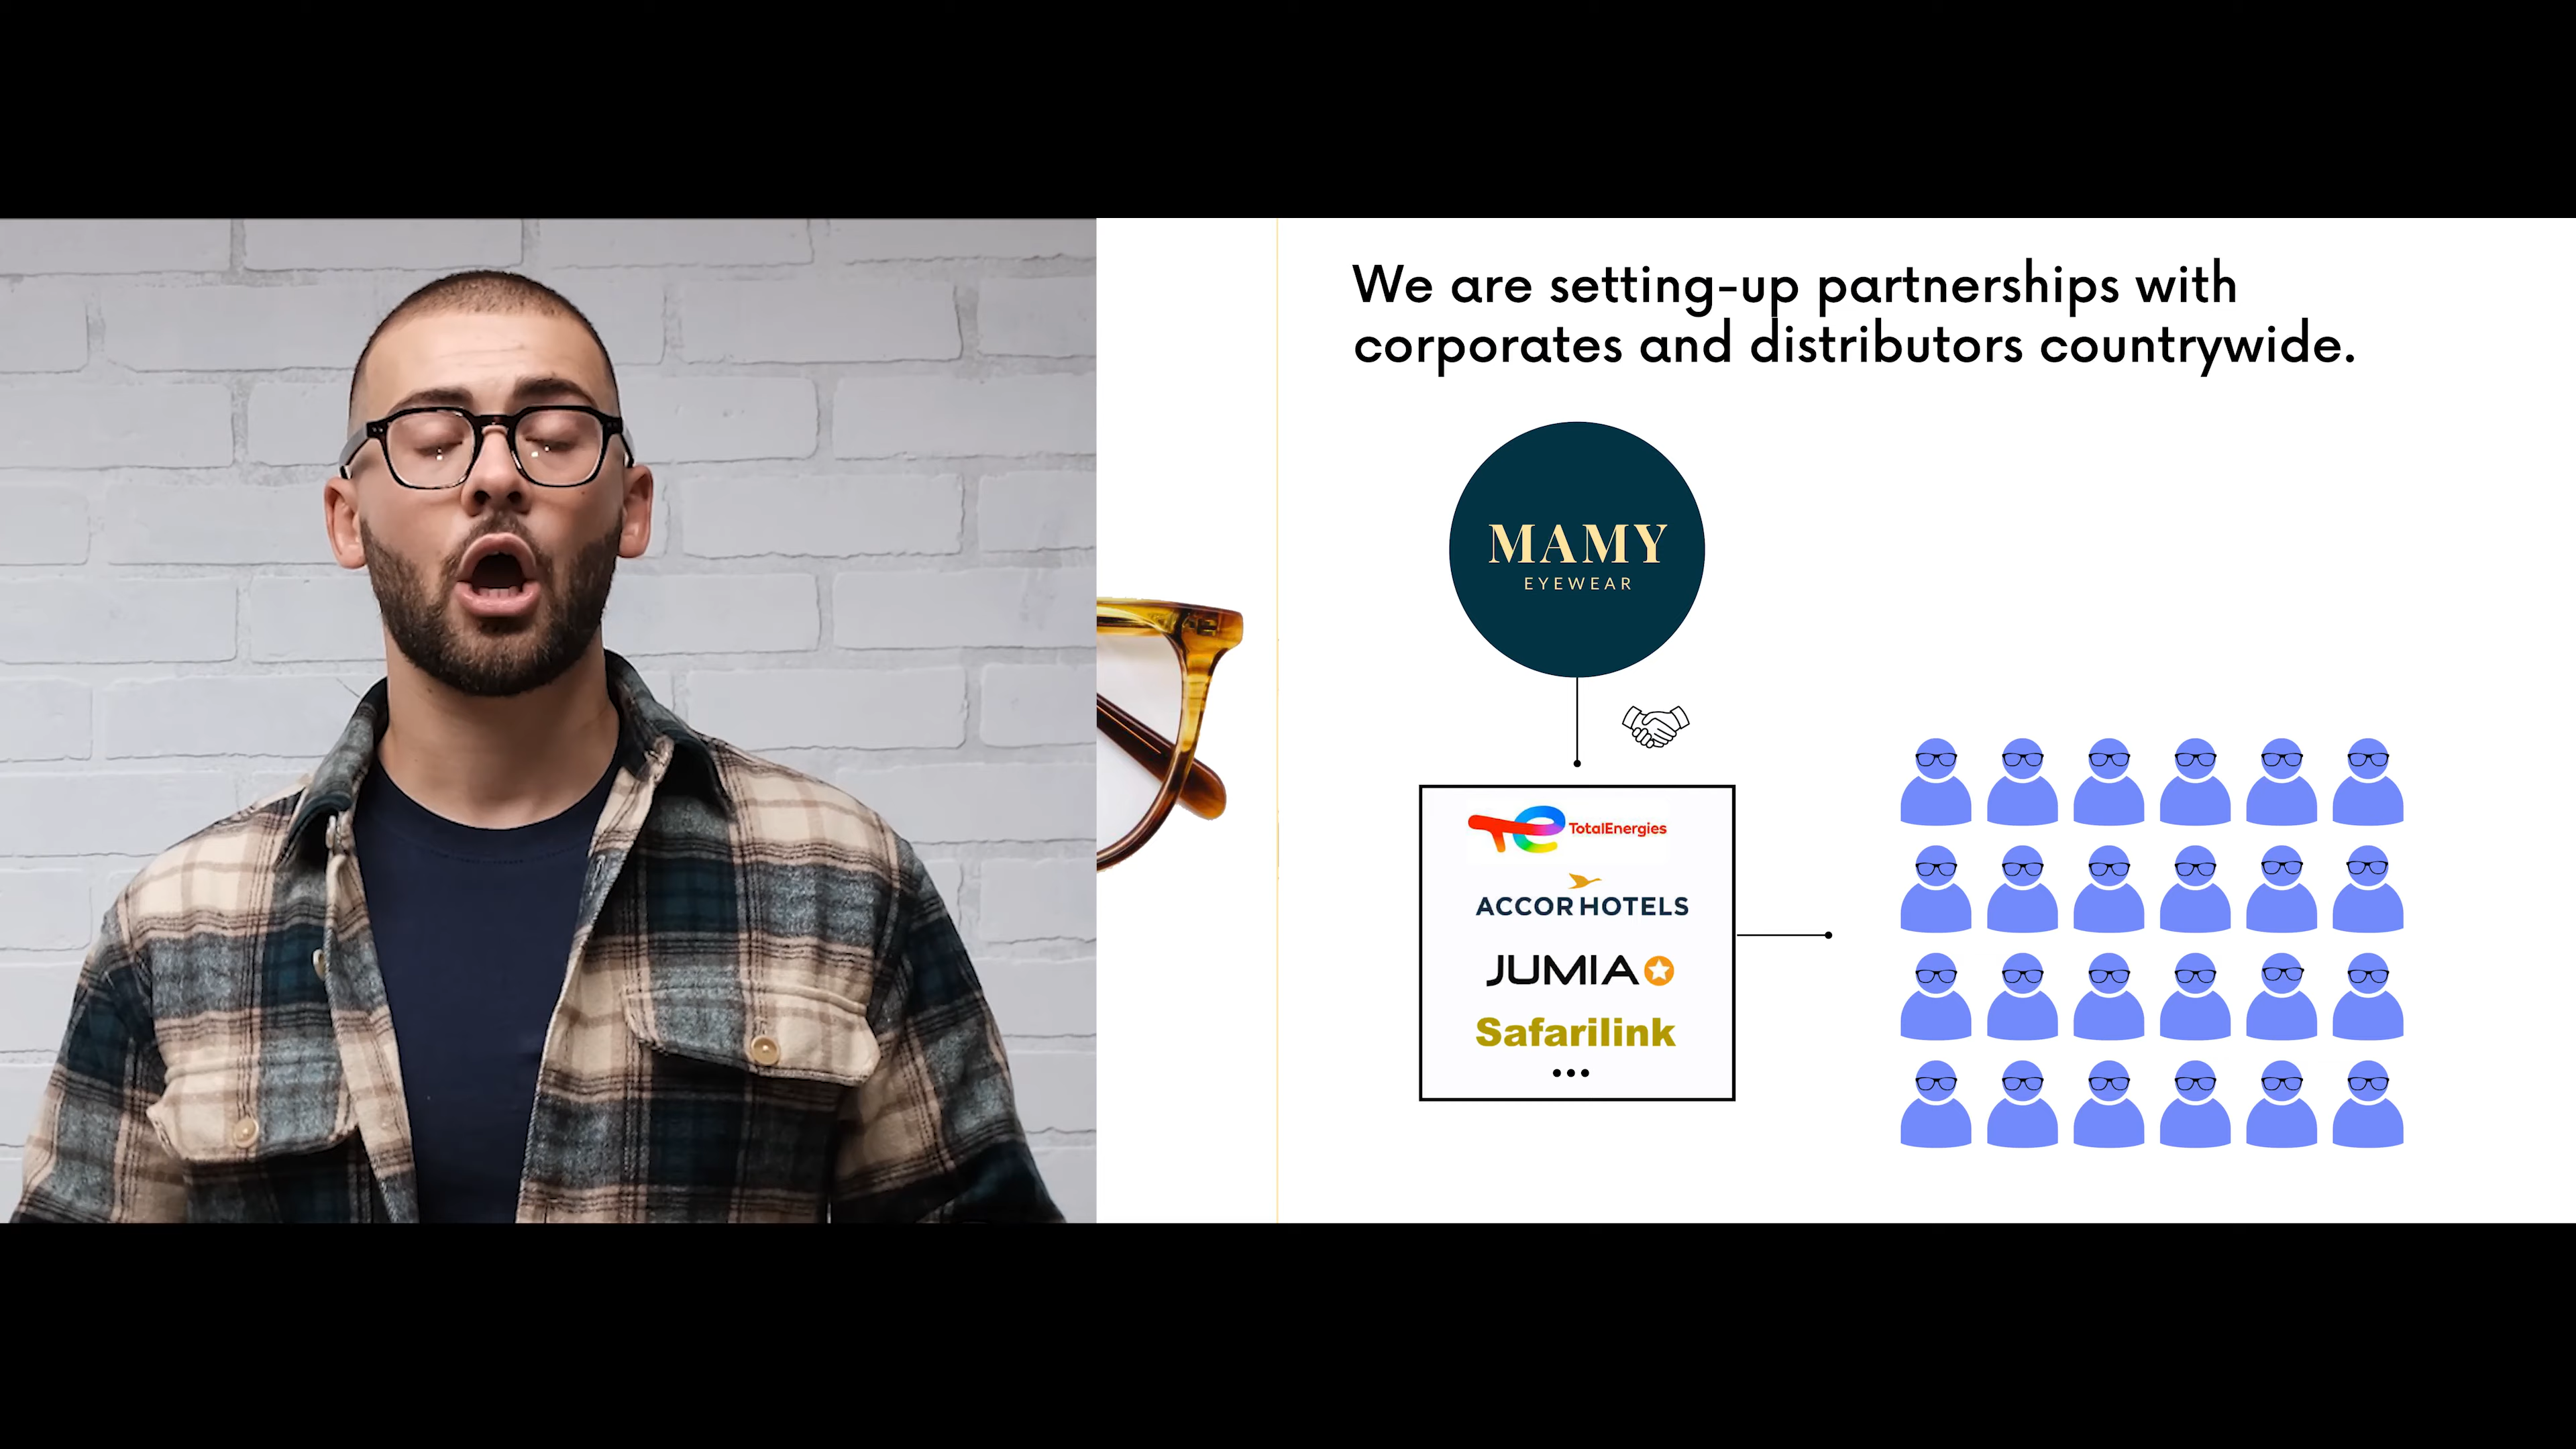 We are setting-up partnerships with
corporates and distributors countrywide.
MAMY
EYEWEAR
TotalEnergies
ACCOR HOTELS
JUMIA
Safarilink
...